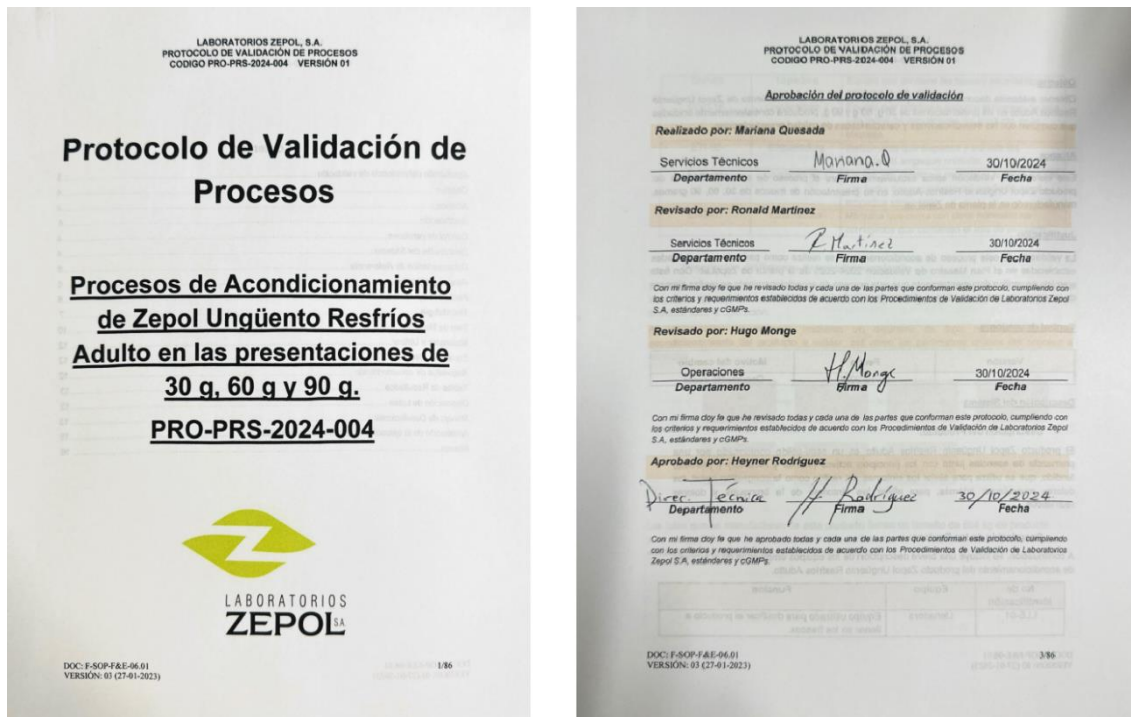 LABORATORIOS ZEPOL, S.A.
PROTOCOLO DE VALIDACIÓN DE PROCESOS
CODIGO PRO-PRS-2024-004 VERSIÓN 01
Protocolo de Validación de
Procesos
Procesos de Acondicionamiento
de Zepol Ungüento Resfríos
Adulto en las presentaciones de
30 g, 60 g y 90 g.
PRO-PRS-2024-004
LABORATORIOS
ZEPOL S.A
DOC: F-SOP-F&E-06.01 1/86
VERSIÓN: 03 (27-01-2023)
LABORATORIOS ZEPOL, S.A.
PROTOCOLO DE VALIDACIÓN DE PROCESOS
CODIGO PRO-PRS-2024-004 VERSIÓN 01
Aprobación del protocolo de validación
Realizado por: Mariana Quesada
Servicios Técnicos Mariana.Q 30/10/2024
Departamento Firma Fecha
Revisado por: Ronald Martinez
Servicios Técnicos R Martínez 30/10/2024
Departamento Firma Fecha
Con mi firma doy fe que he revisado todas y cada una de las partes que conforman este protocolo, cumpliendo con
los criterios y requerimientos establecidos de acuerdo con los Procedimientos de Validación de Laboratorios Zepol
S.A, estándares y cGMPs.
Revisado por: Hugo Monge
Operaciones H.Monge 30/10/2024
Departamento Firma Fecha
Con mi firma doy fe que he revisado todas y cada una de las partes que conforman este protocolo, cumpliendo con
los criterios y requerimientos establecidos de acuerdo con los Procedimientos de Validación de Laboratorios Zepol
S.A, estándares y cGMPs.
Aprobado por: Heyner Rodríguez
Direc. Técnica H. Rodríguez 30/10/2024
Departamento Firma Fecha
Con mi firma doy fe que he aprobado todas y cada una de las partes que conforman este protocolo, cumpliendo
con los criterios y requerimientos establecidos de acuerdo con los Procedimientos de Validación de Laboratorios
Zepol S.A, estándares y cGMPs.
DOC: F-SOP-F&E-06.01 3/86
VERSIÓN: 03 (27-01-2023)